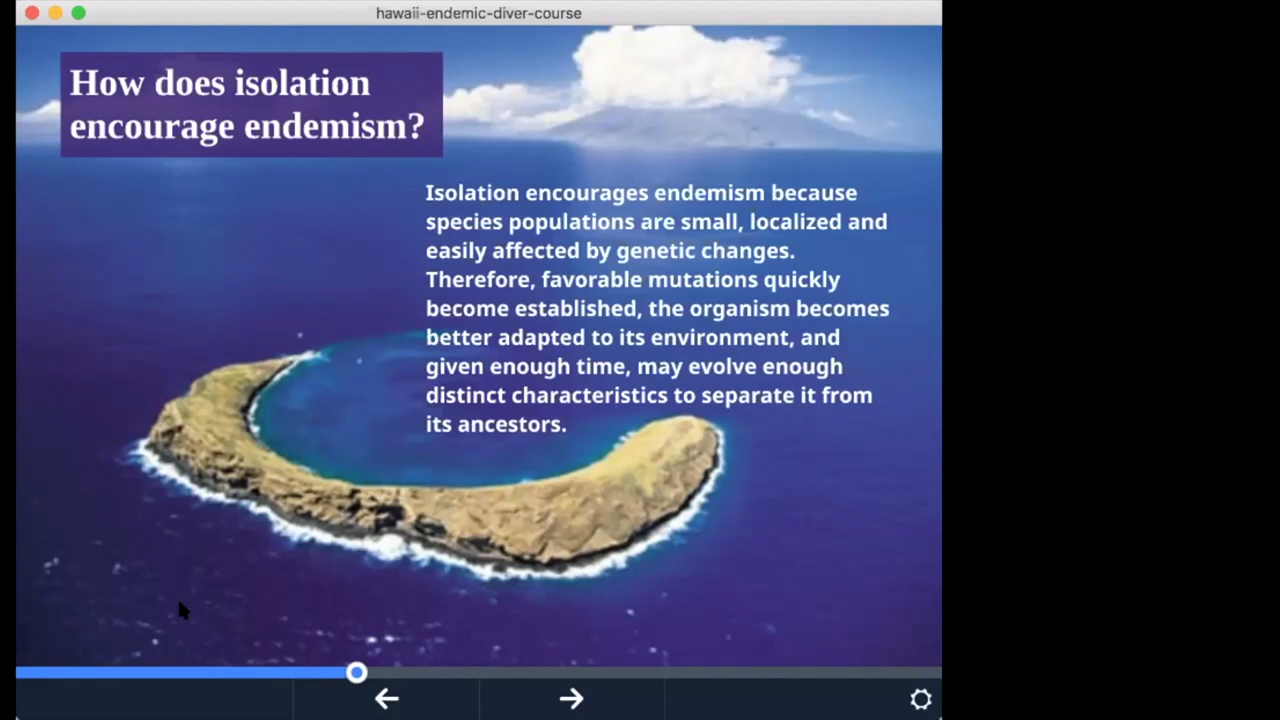 hawaii-endemic-diver-course
How does isolation
encourage endemism?
Isolation encourages endemism because
species populations are small, localized and
easily affected by genetic changes.
Therefore, favorable mutations quickly
become established, the organism becomes
better adapted to its environment, and
given enough time, may evolve enough
distinct characteristics to separate it from
its ancestors.